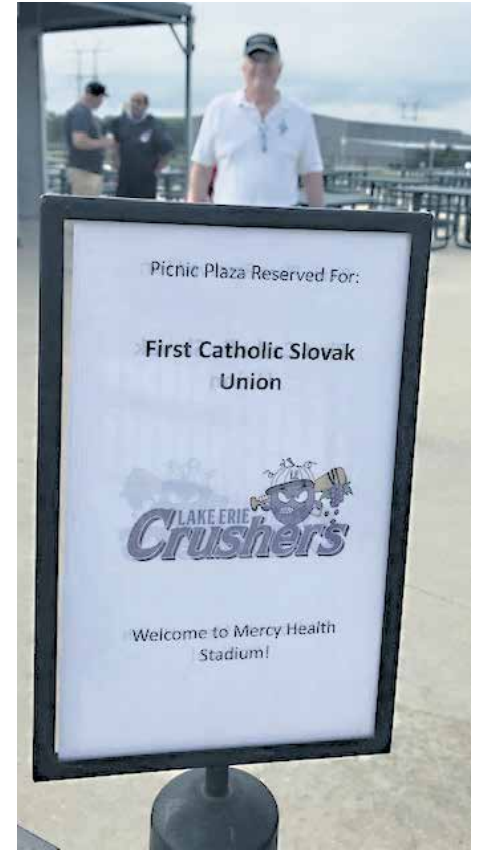 Picnic Plaza Reserved For:
First Catholic Slovak
Union
LAKE ERIE
Crushers
Welcome to Mercy Health
Stadium!